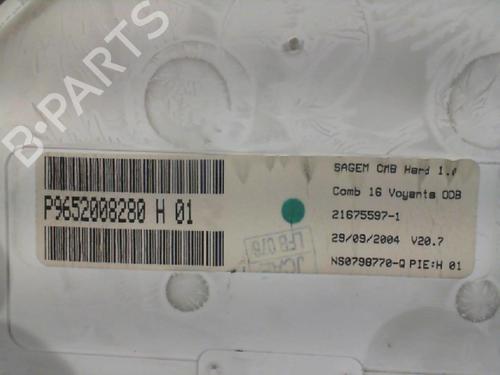 B-PARTS
P9652008280 H 01
SAGEM CMB Hard 1.0
Comb 16 Voyants ODB
21675597-1
29/09/2004 V20.7
NS0798770-Q PIE:H 01